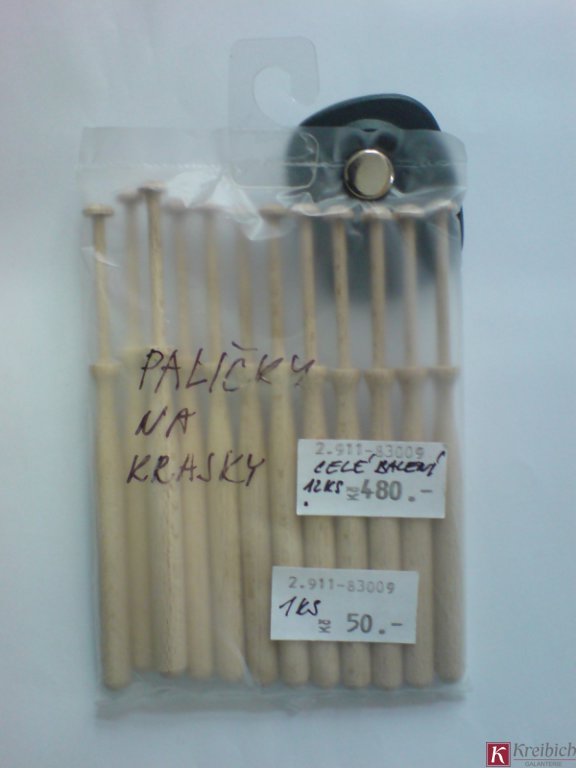 PALIČKY
NA
KRASKY
2.911-83009
CELÉ BALENÍ
12KS Kč 480.-
2.911-83009
1KS
Kč 50.-
K Kreibich
GALANTERIE